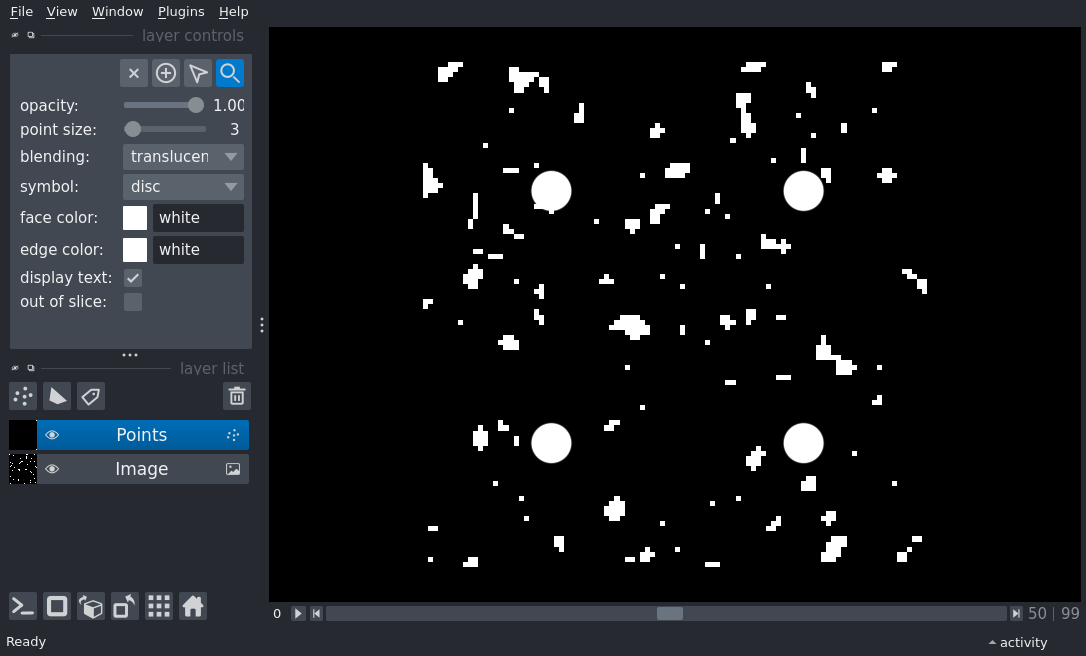 File View Window Plugins Help
layer controls
opacity: 1.00
point size: 3
blending: translucen
symbol: disc
face color: white
edge color: white
display text:
out of slice:
layer list
Points
Image
0 50 | 99
Ready activity